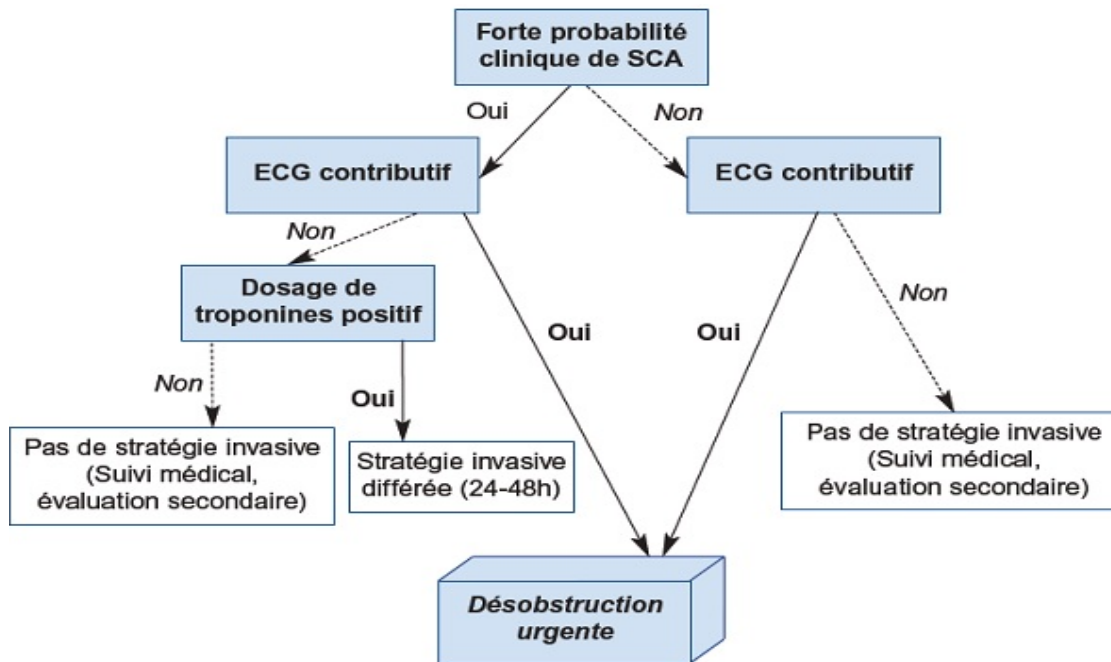 Forte probabilité
clinique de SCA
Oui
Non
ECG contributif
ECG contributif
Non
Dosage de
troponines positif
Non
Oui
Oui
Oui
Non
Pas de stratégie invasive
(Suivi médical,
évaluation secondaire)
Stratégie invasive
différée (24-48h)
Pas de stratégie invasive
(Suivi médical,
évaluation secondaire)
Désobstruction
urgente